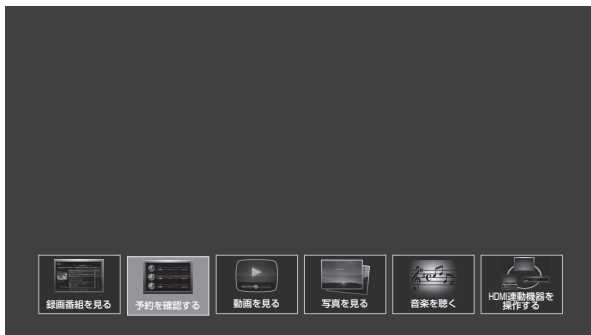 録画番組を見る
予約を確認する
動画を見る
写真を見る
音楽を聴く
HDMI連動機器を
操作する